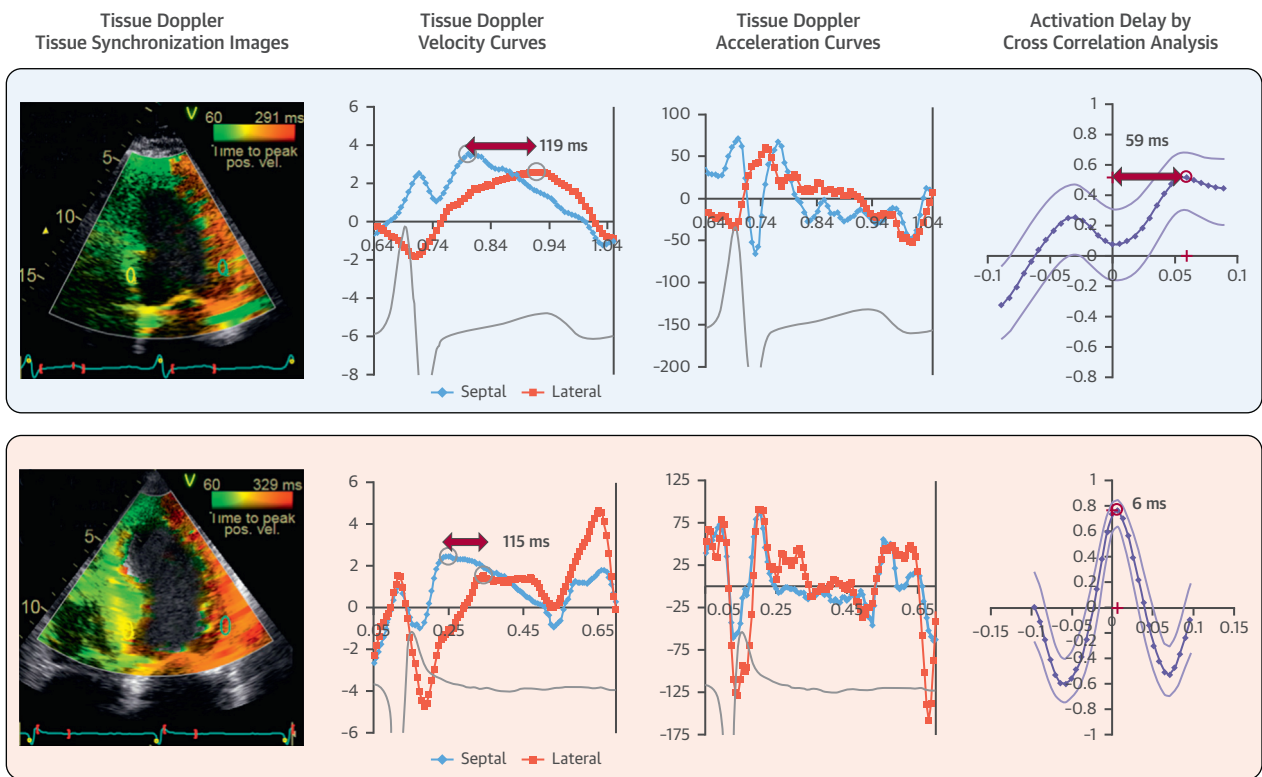 Tissue Doppler
Tissue Synchronization Images
Tissue Doppler
Velocity Curves
Tissue Doppler
Acceleration Curves
Activation Delay by
Cross Correlation Analysis
V
60 291 ms
Time to peak
pos. vel.
5
10
15
6
4
2
0
-2
-4
-6
-8
119 ms
0.64 0.74 0.84 0.94 1.04
Septal Lateral
100
50
0
-50
-100
-150
-200
0.64 0.74 0.84 0.94 1.04
1
0.8
0.6
0.4
0.2
0
-0.2
-0.4
-0.6
-0.8
59 ms
-0.1 -0.05 0 0.05 0.1
V
60 329 ms
Time to peak
pos. vel.
5
10
6
4
2
0
-2
-4
-6
115 ms
0.05 0.25 0.45 0.65
Septal Lateral
125
75
25
-25
-75
-125
-175
0.05 0.25 0.45 0.65
1
0.8
0.6
0.4
0.2
0
-0.2
-0.4
-0.6
-0.8
-1
6 ms
-0.15 -0.1 -0.05 0 0.05 0.1 0.15